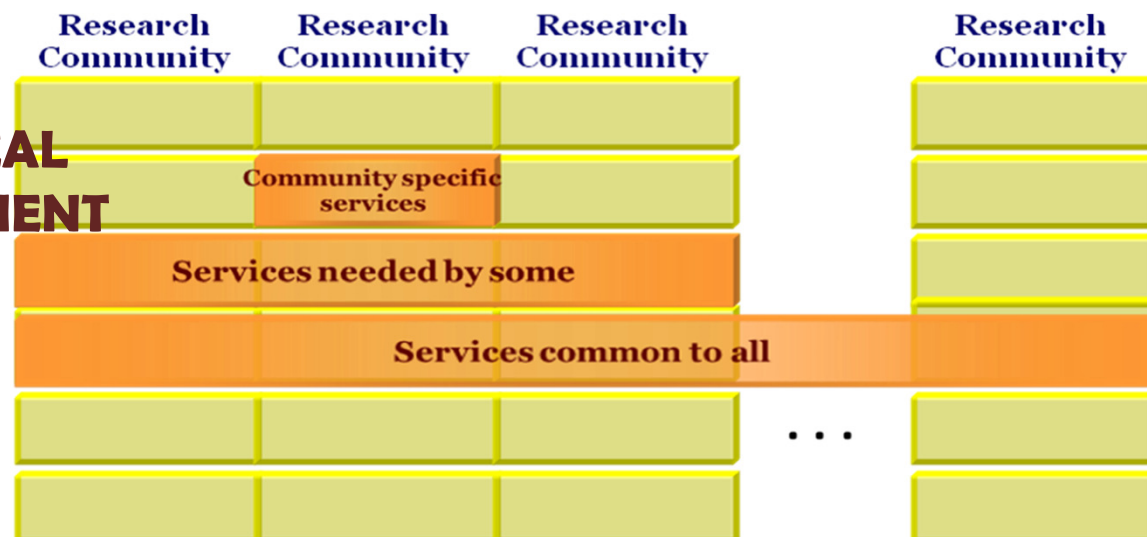 Research Research Research Research
Community Community Community Community
Community specific
services
Services needed by some
Services common to all
. . .